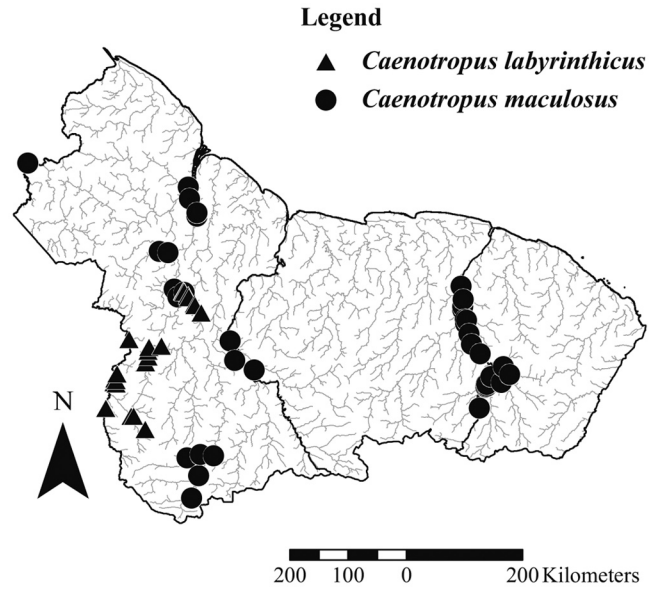 Legend
Caenotropus labyrinthicus
Caenotropus maculosus
N
200 100 0 200 Kilometers